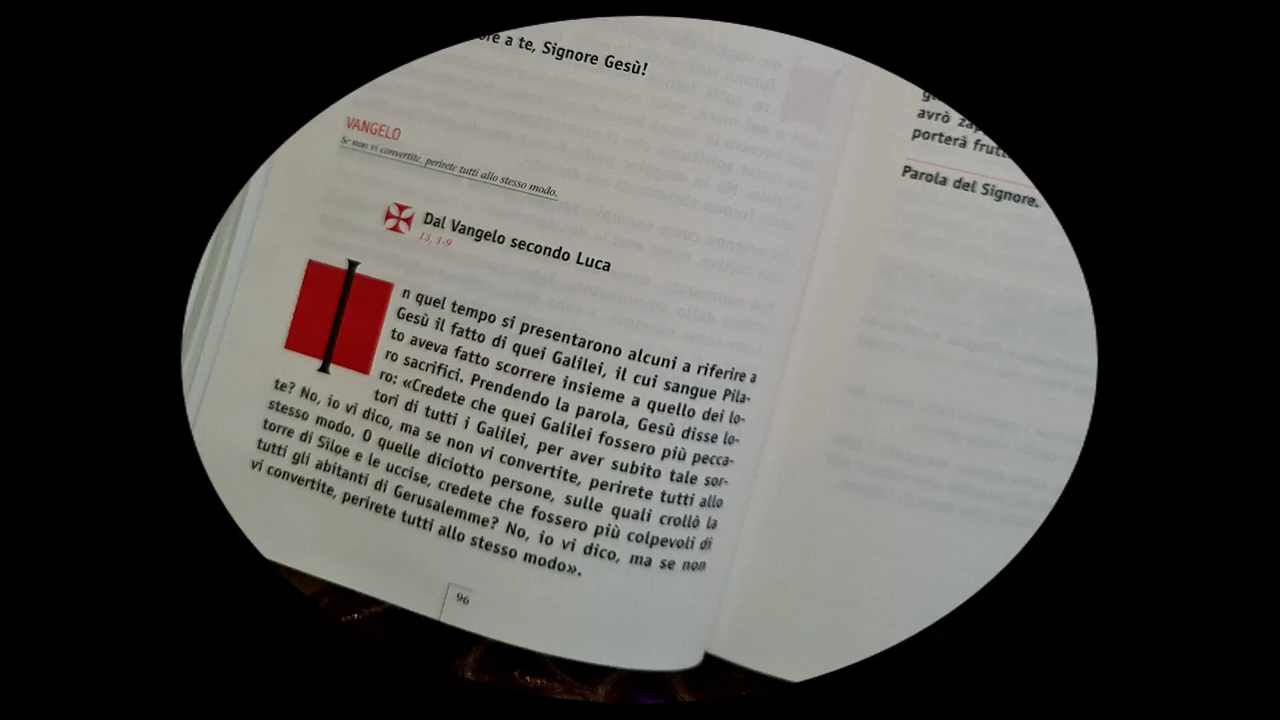 a te, Signore Gesù!
VANGELO
Se non vi convertite, perirete tutti allo stesso modo.
Dal Vangelo secondo Luca
13, 1-9
In quel tempo si presentarono alcuni a riferire a
Gesù il fatto di quei Galilei, il cui sangue Pila-
to aveva fatto scorrere insieme a quello dei lo-
ro sacrifici. Prendendo la parola, Gesù disse lo-
ro: «Credete che quei Galilei fossero più pecca-
tori di tutti i Galilei, per aver subito tale sor-
te? No, io vi dico, ma se non vi convertite, perirete tutti allo
stesso modo. O quelle diciotto persone, sulle quali crollò la
torre di Sìloe e le uccise, credete che fossero più colpevoli di
tutti gli abitanti di Gerusalemme? No, io vi dico, ma se non
vi convertite, perirete tutti allo stesso modo».
96
avrò
porterà
Parola del Signore.